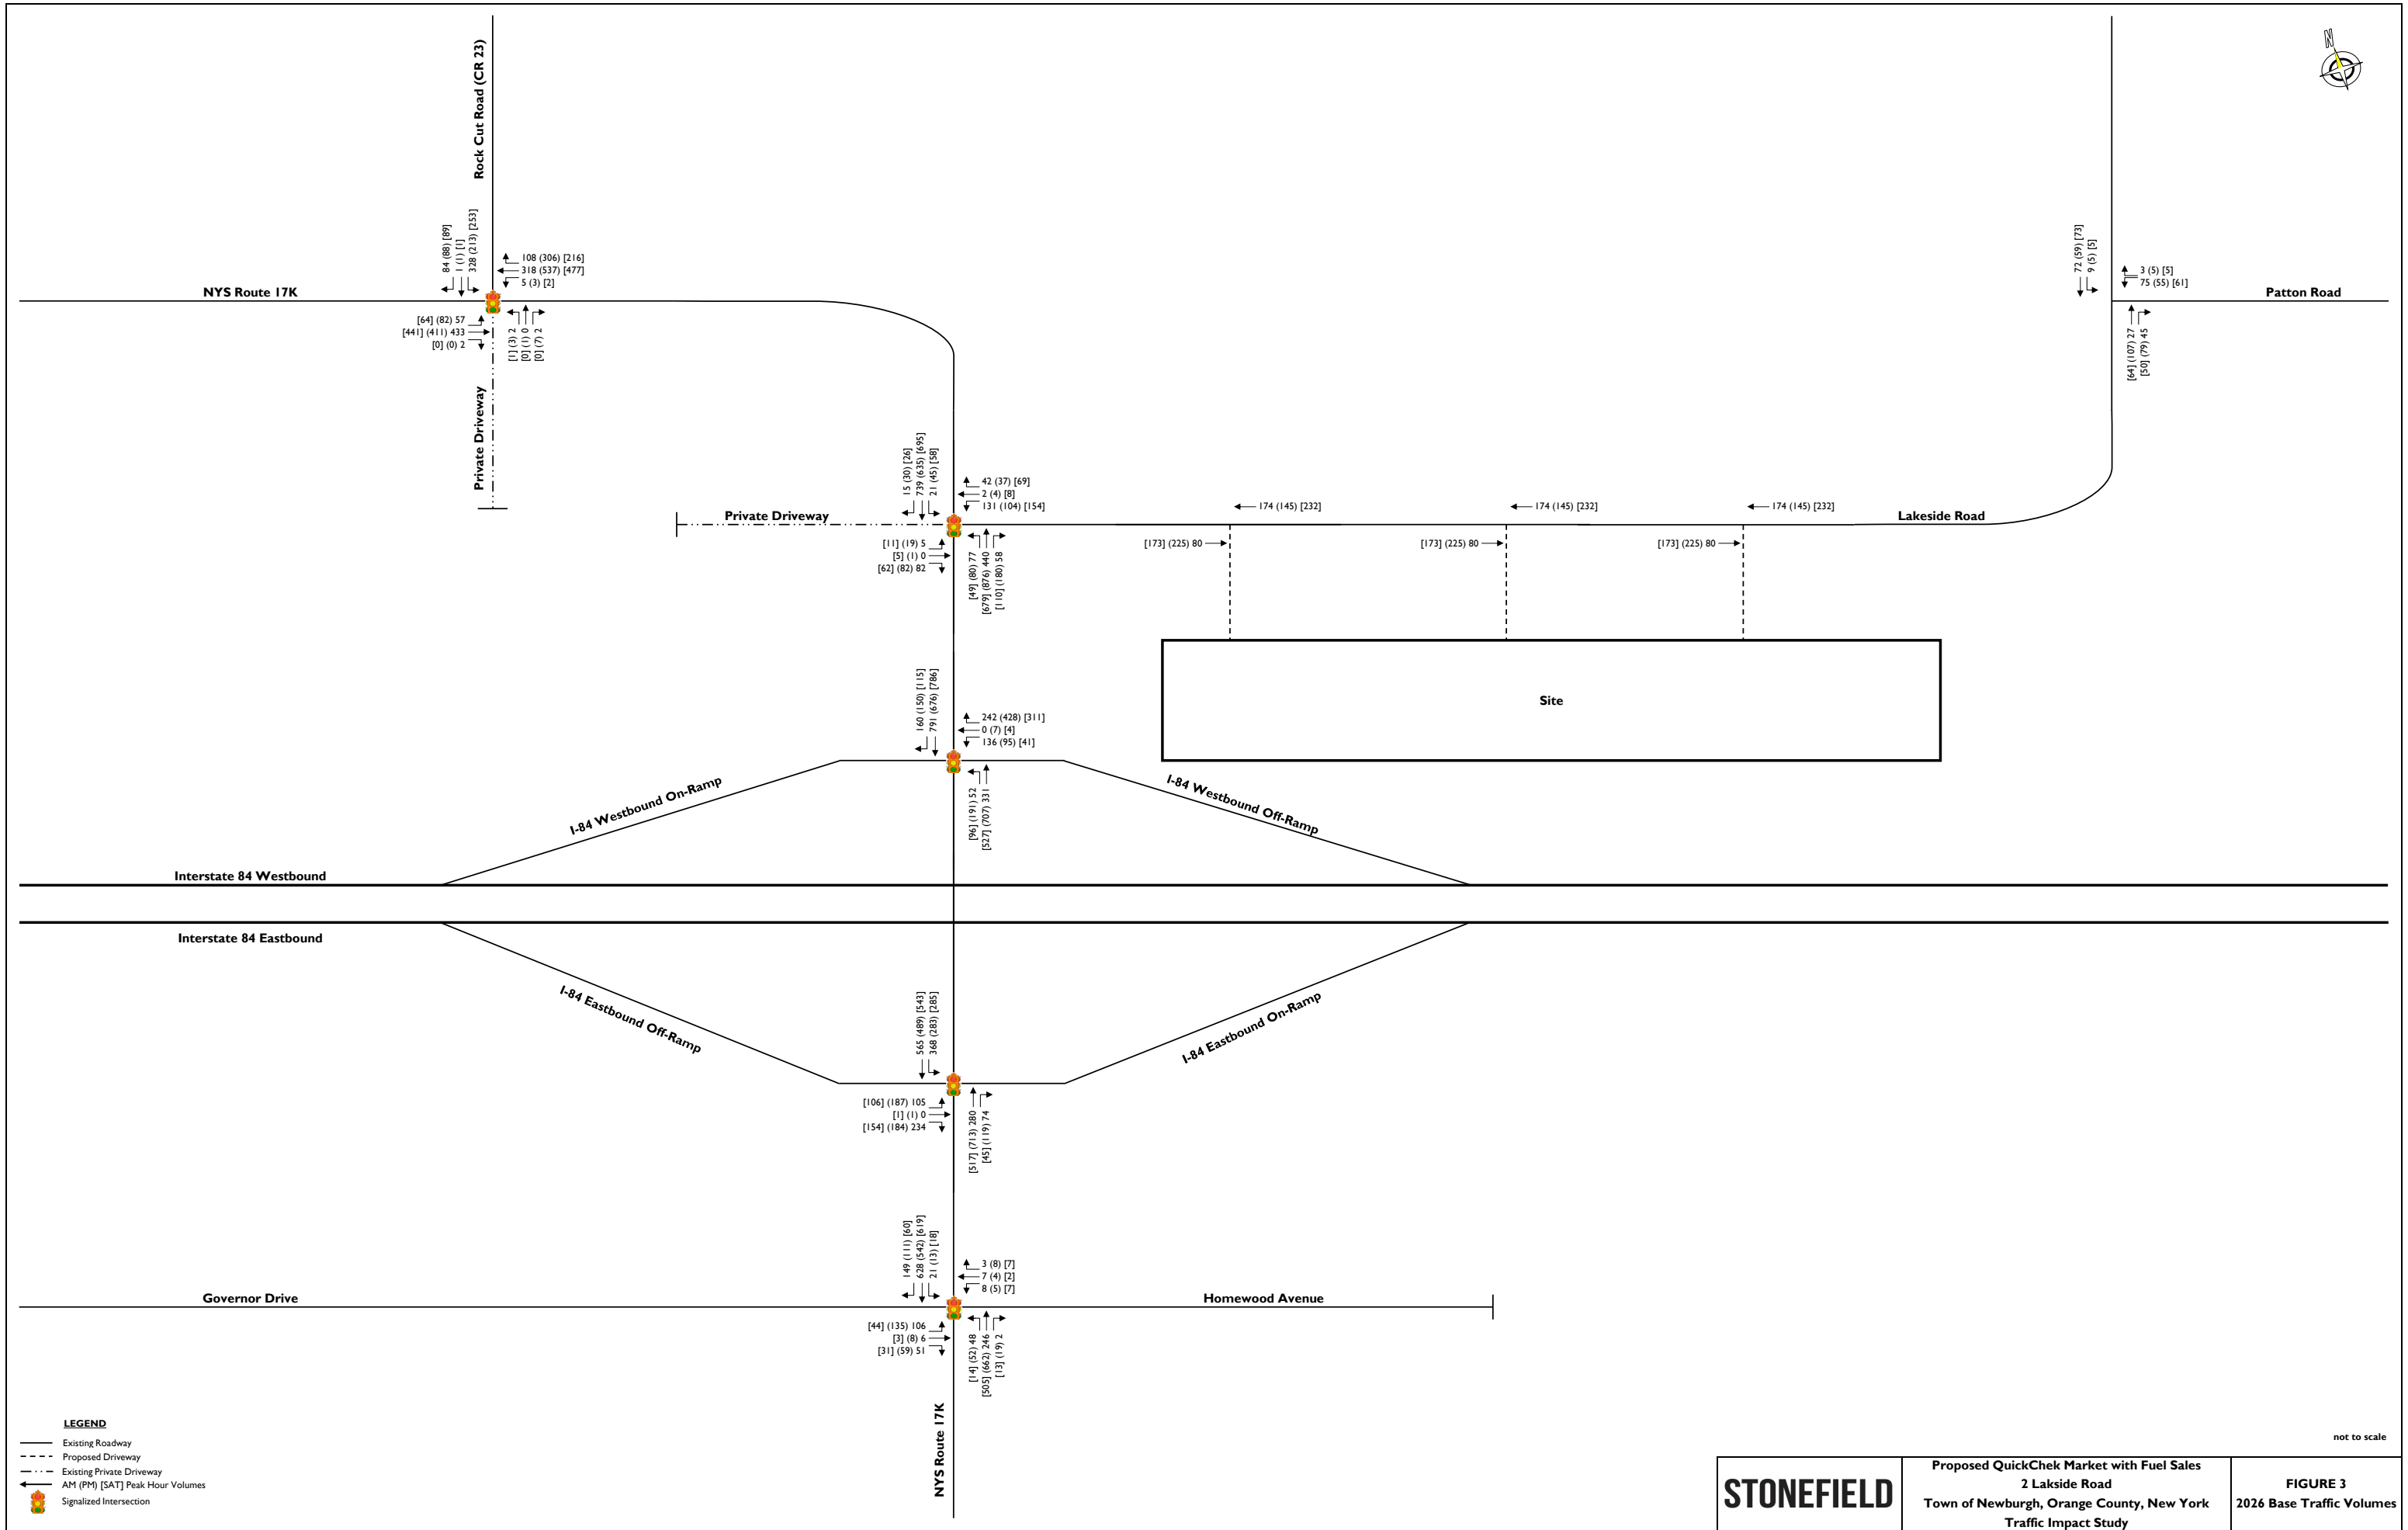 N
Rock Cut Road (CR 23)
84 (88) [89]
1 (1) [1]
328 (213) [253]
108 (306) [216]
318 (537) [477]
5 (3) [2]
NYS Route 17K
[64] (82) 57
[441] (411) 433
[0] (0) 2
[1] (3) 2
[0] (1) 0
[0] (7) 2
Private Driveway
72 (59) [73]
9 (5) [5]
3 (5) [5]
75 (55) [61]
Patton Road
[64] (107) 27
[50] (79) 45
15 (30) [26]
739 (635) [695]
21 (45) [58]
42 (37) [69]
2 (4) [8]
131 (104) [154]
Private Driveway
174 (145) [232]
174 (145) [232]
174 (145) [232]
Lakeside Road
[11] (19) 5
[5] (1) 0
[62] (82) 82
[49] (80) 77
[679] (876) 440
[110] (180) 58
[173] (225) 80
[173] (225) 80
[173] (225) 80
Site
160 (150) [115]
791 (676) [786]
242 (428) [311]
0 (7) [4]
136 (95) [41]
[96] (191) 52
[527] (707) 331
I-84 Westbound On-Ramp
I-84 Westbound Off-Ramp
Interstate 84 Westbound
Interstate 84 Eastbound
I-84 Eastbound Off-Ramp
I-84 Eastbound On-Ramp
565 (489) [543]
368 (283) [285]
[106] (187) 105
[1] (1) 0
[154] (184) 234
[517] (713) 280
[45] (119) 74
149 (111) [60]
628 (542) [619]
21 (13) [18]
3 (8) [7]
7 (4) [2]
8 (5) [7]
Governor Drive
Homewood Avenue
[44] (135) 106
[3] (8) 6
[31] (59) 51
[14] (52) 48
[505] (662) 246
[13] (19) 2
NYS Route 17K
LEGEND
Existing Roadway
Proposed Driveway
Existing Private Driveway
AM (PM) [SAT] Peak Hour Volumes
Signalized Intersection
not to scale
STONEFIELD
Proposed QuickChek Market with Fuel Sales
2 Lakside Road
Town of Newburgh, Orange County, New York
Traffic Impact Study
FIGURE 3
2026 Base Traffic Volumes